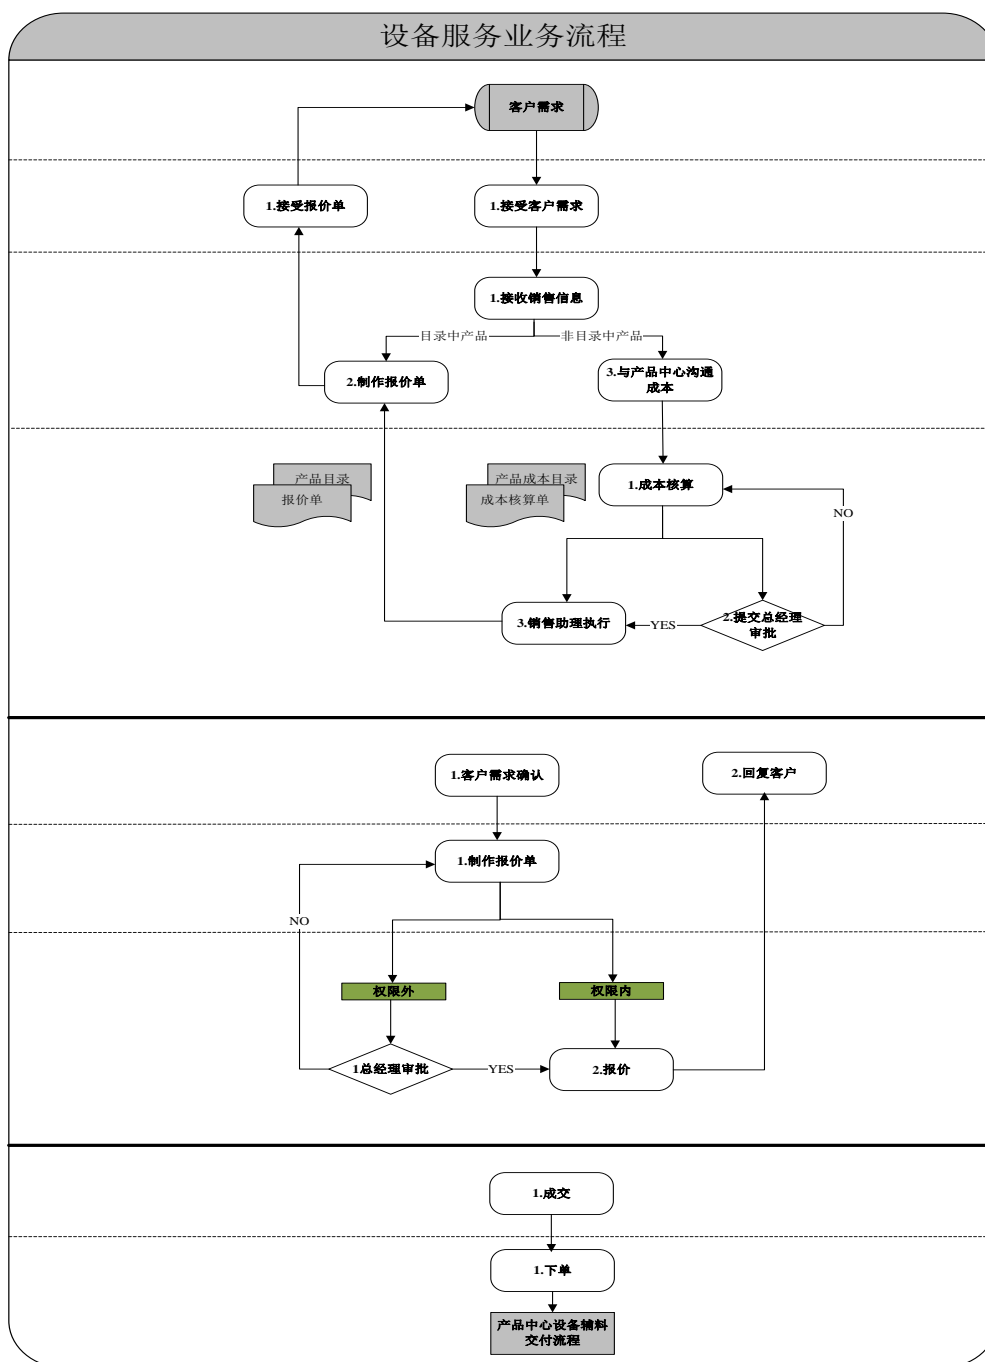 设备服务业务流程
客户需求
1.接受报价单
1.接受客户需求
1.接收销售信息
目录中产品
非目录中产品
2.制作报价单
3.与产品中心沟通
成本
产品目录
报价单
产品成本目录
成本核算单
1.成本核算
NO
3.销售助理执行
YES
2.提交总经理
审批
1.客户需求确认
2.回复客户
1.制作报价单
NO
权限外
权限内
1总经理审批
YES
2.报价
1.成交
1.下单
产品中心设备辅料
交付流程